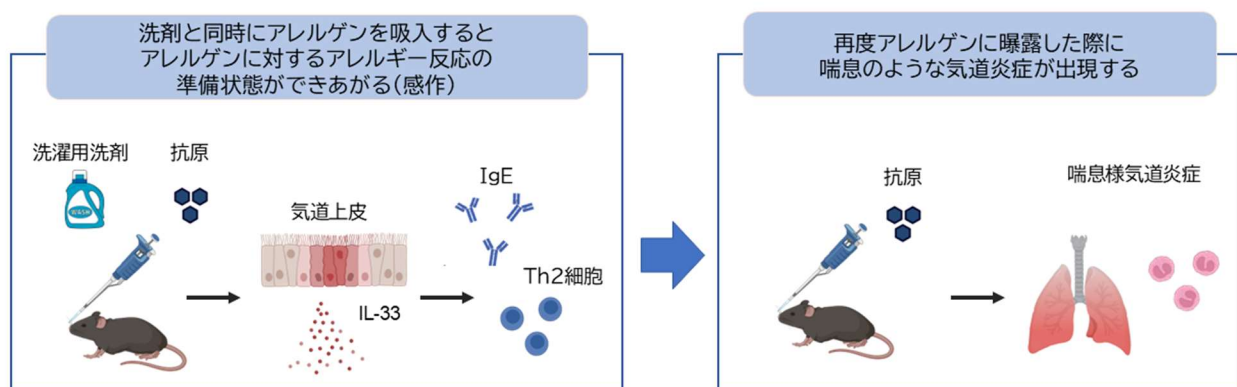 洗剤と同時にアレルゲンを吸入すると
アレルゲンに対するアレルギー反応の
準備状態ができあがる(感作)
洗濯用洗剤
抗原
WASH
気道上皮
IL-33
IgE
Th2細胞
再度アレルゲンに曝露した際に
喘息のような気道炎症が出現する
抗原
喘息様気道炎症